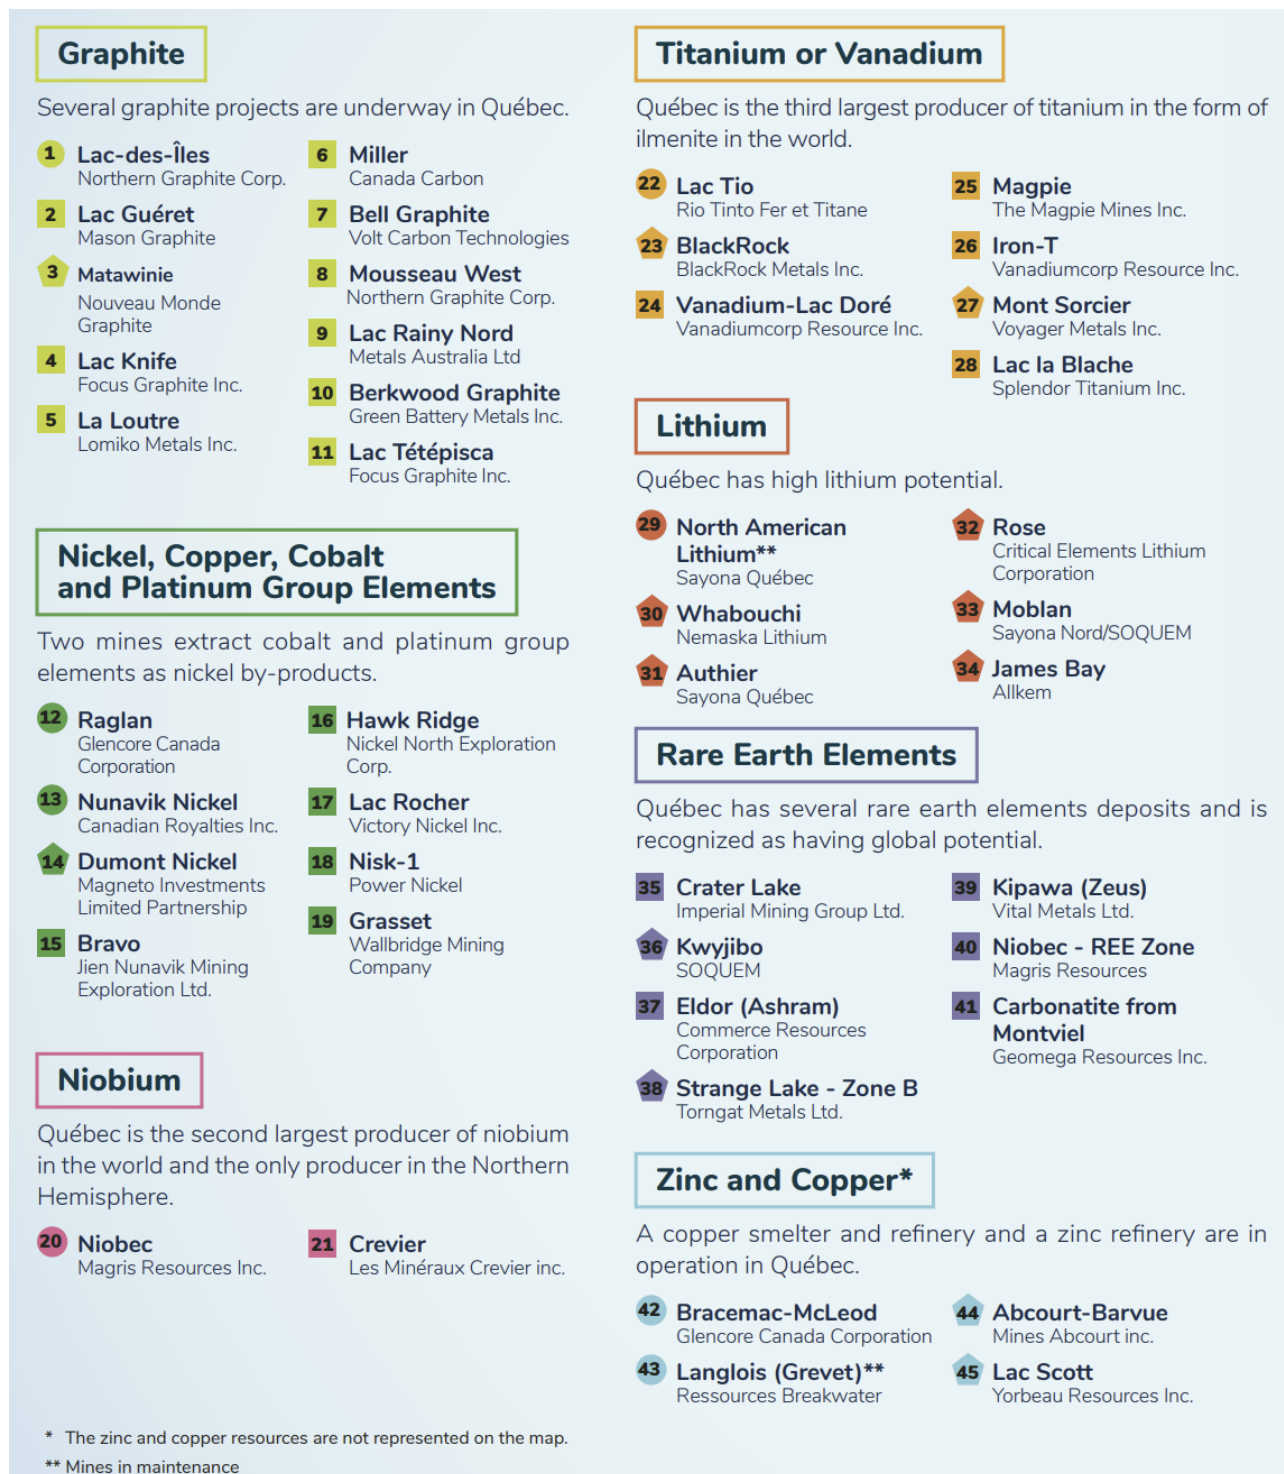 Graphite
Several graphite projects are underway in Québec.
1 Lac-des-Îles
Northern Graphite Corp.
2 Lac Guéret
Mason Graphite
3 Matawinie
Nouveau Monde
Graphite
4 Lac Knife
Focus Graphite Inc.
5 La Loutre
Lomiko Metals Inc.
6 Miller
Canada Carbon
7 Bell Graphite
Volt Carbon Technologies
8 Mousseau West
Northern Graphite Corp.
9 Lac Rainy Nord
Metals Australia Ltd
10 Berkwood Graphite
Green Battery Metals Inc.
11 Lac Tétépisca
Focus Graphite Inc.
Nickel, Copper, Cobalt
and Platinum Group Elements
Two mines extract cobalt and platinum group
elements as nickel by-products.
12 Raglan
Glencore Canada
Corporation
13 Nunavik Nickel
Canadian Royalties Inc.
14 Dumont Nickel
Magneto Investments
Limited Partnership
15 Bravo
Jien Nunavik Mining
Exploration Ltd.
16 Hawk Ridge
Nickel North Exploration
Corp.
17 Lac Rocher
Victory Nickel Inc.
18 Nisk-1
Power Nickel
19 Grasset
Wallbridge Mining
Company
Niobium
Québec is the second largest producer of niobium
in the world and the only producer in the Northern
Hemisphere.
20 Niobec
Magris Resources Inc.
21 Crevier
Les Minéraux Crevier inc.
* The zinc and copper resources are not represented on the map.
** Mines in maintenance
Titanium or Vanadium
Québec is the third largest producer of titanium in the form of
ilmenite in the world.
22 Lac Tio
Rio Tinto Fer et Titane
23 BlackRock
BlackRock Metals Inc.
24 Vanadium-Lac Doré
Vanadiumcorp Resource Inc.
25 Magpie
The Magpie Mines Inc.
26 Iron-T
Vanadiumcorp Resource Inc.
27 Mont Sorcier
Voyager Metals Inc.
28 Lac la Blache
Splendor Titanium Inc.
Lithium
Québec has high lithium potential.
29 North American
Lithium**
Sayona Québec
30 Whabouchi
Nemaska Lithium
31 Authier
Sayona Québec
32 Rose
Critical Elements Lithium
Corporation
33 Moblan
Sayona Nord/SOQUEM
34 James Bay
Allkem
Rare Earth Elements
Québec has several rare earth elements deposits and is
recognized as having global potential.
35 Crater Lake
Imperial Mining Group Ltd.
36 Kwyjibo
SOQUEM
37 Eldor (Ashram)
Commerce Resources
Corporation
38 Strange Lake - Zone B
Torngat Metals Ltd.
39 Kipawa (Zeus)
Vital Metals Ltd.
40 Niobec - REE Zone
Magris Resources
41 Carbonatite from
Montviel
Geomega Resources Inc.
Zinc and Copper*
A copper smelter and refinery and a zinc refinery are in
operation in Québec.
42 Bracemac-McLeod
Glencore Canada Corporation
43 Langlois (Grevet)**
Ressources Breakwater
44 Abcourt-Barvue
Mines Abcourt inc.
45 Lac Scott
Yorbeau Resources Inc.